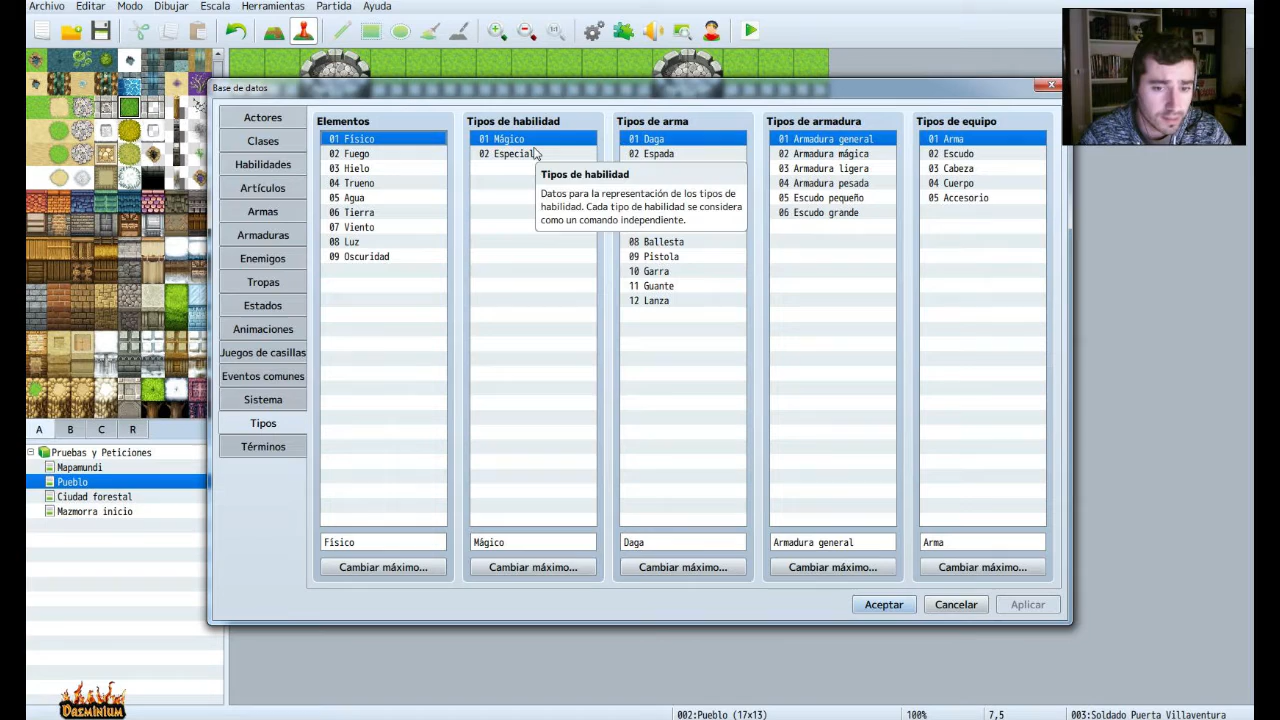 Archivo Editar Modo Dibujar Escala Herramientas Partida Ayuda
Base de datos
Actores
Clases
Habilidades
Artículos
Armas
Armaduras
Enemigos
Tropas
Estados
Animaciones
Juegos de casillas
Eventos comunes
Sistema
Tipos
Términos
Elementos
01 Físico
02 Fuego
03 Hielo
04 Trueno
05 Agua
06 Tierra
07 Viento
08 Luz
09 Oscuridad
Físico
Cambiar máximo...
Tipos de habilidad
01 Mágico
02 Especial
Mágico
Cambiar máximo...
Tipos de habilidad
Datos para la representación de los tipos de
habilidad. Cada tipo de habilidad se considera
como un comando independiente.
Tipos de arma
01 Daga
02 Espada
08 Ballesta
09 Pistola
10 Garra
11 Guante
12 Lanza
Daga
Cambiar máximo...
Tipos de armadura
01 Armadura general
02 Armadura mágica
03 Armadura ligera
04 Armadura pesada
05 Escudo pequeño
06 Escudo grande
Armadura general
Cambiar máximo...
Tipos de equipo
01 Arma
02 Escudo
03 Cabeza
04 Cuerpo
05 Accesorio
Arma
Cambiar máximo...
Aceptar Cancelar Aplicar
A B C R
Pruebas y Peticiones
Mapamundi
Pueblo
Ciudad forestal
Mazmorra inicio
Daeminium
002:Pueblo (17x13) 100% 7,5 003:Soldado Puerta Villaventura